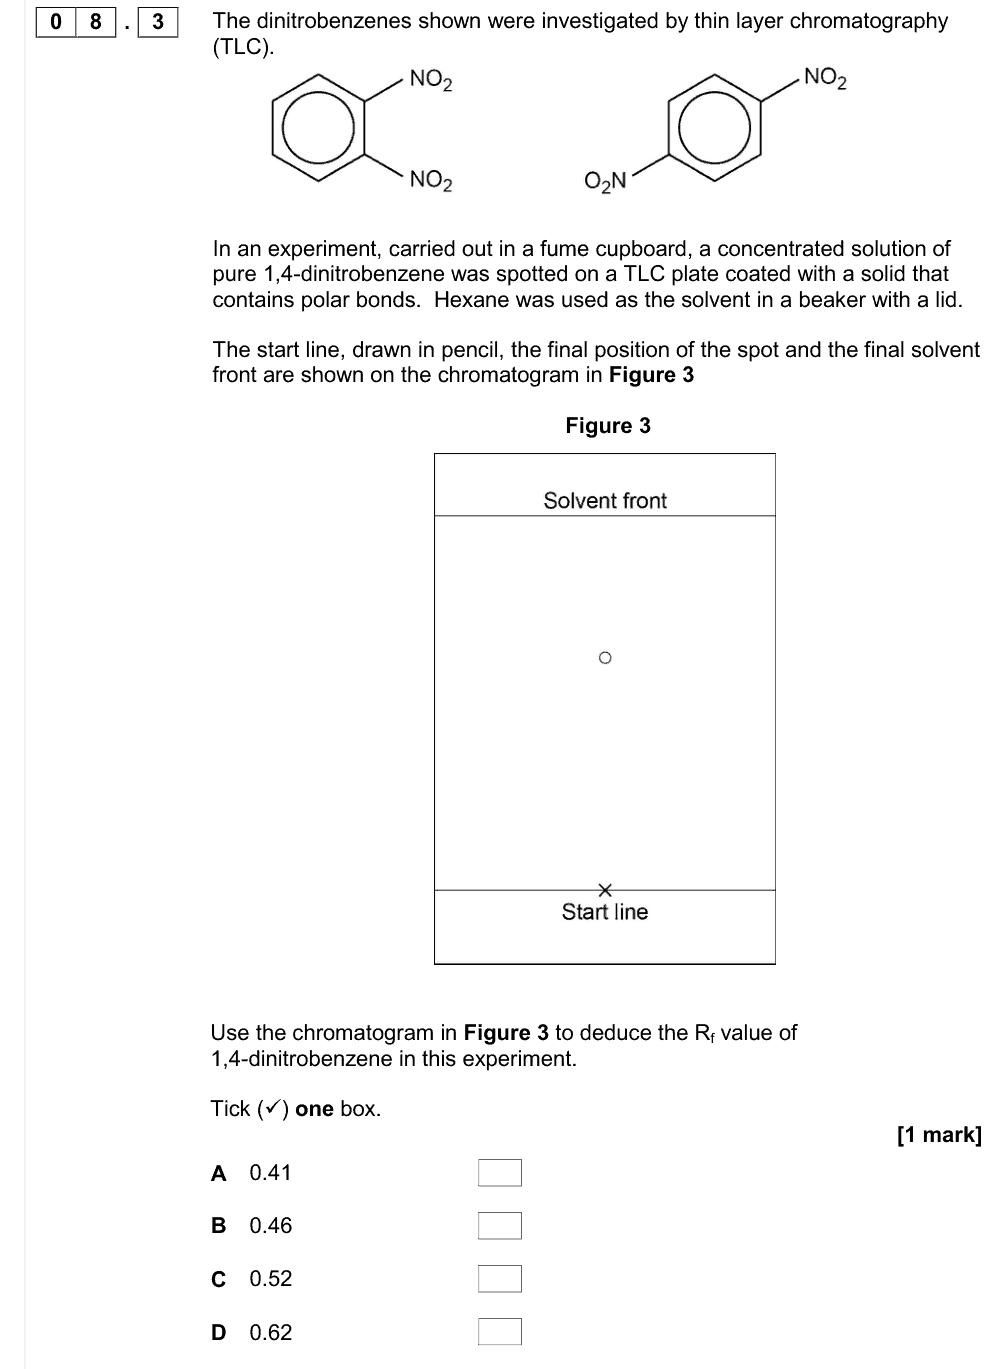 0 8 . 3 The dinitrobenzenes shown were investigated by thin layer chromatography
(TLC).
NO₂ NO₂
NO₂ O₂N
In an experiment, carried out in a fume cupboard, a concentrated solution of
pure 1,4-dinitrobenzene was spotted on a TLC plate coated with a solid that
contains polar bonds. Hexane was used as the solvent in a beaker with a lid.
The start line, drawn in pencil, the final position of the spot and the final solvent
front are shown on the chromatogram in Figure 3
Figure 3
Solvent front
Start line
Use the chromatogram in Figure 3 to deduce the Rf value of
1,4-dinitrobenzene in this experiment.
Tick (✓) one box.
[1 mark]
A 0.41
B 0.46
C 0.52
D 0.62